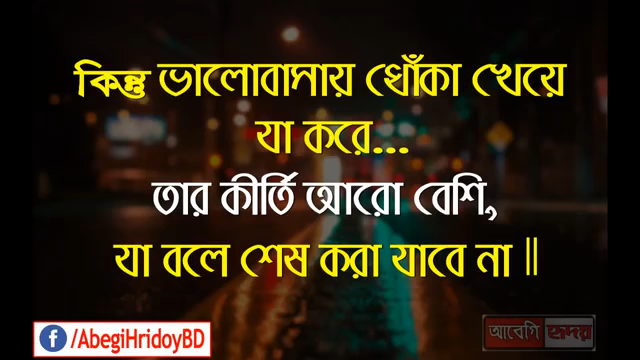 কিন্তু ভালোবাসায় ধোঁকা খেয়ে
যা করে...
তার কীর্তি আরো বেশি,
যা বলে শেষ করা যাবে না ॥
f /AbegiHridoyBD
আবেগি হৃদয়